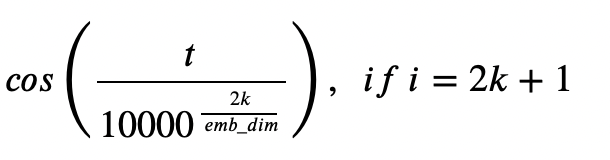 cos(t / 10000^(2k / emb_dim)), if i = 2k + 1